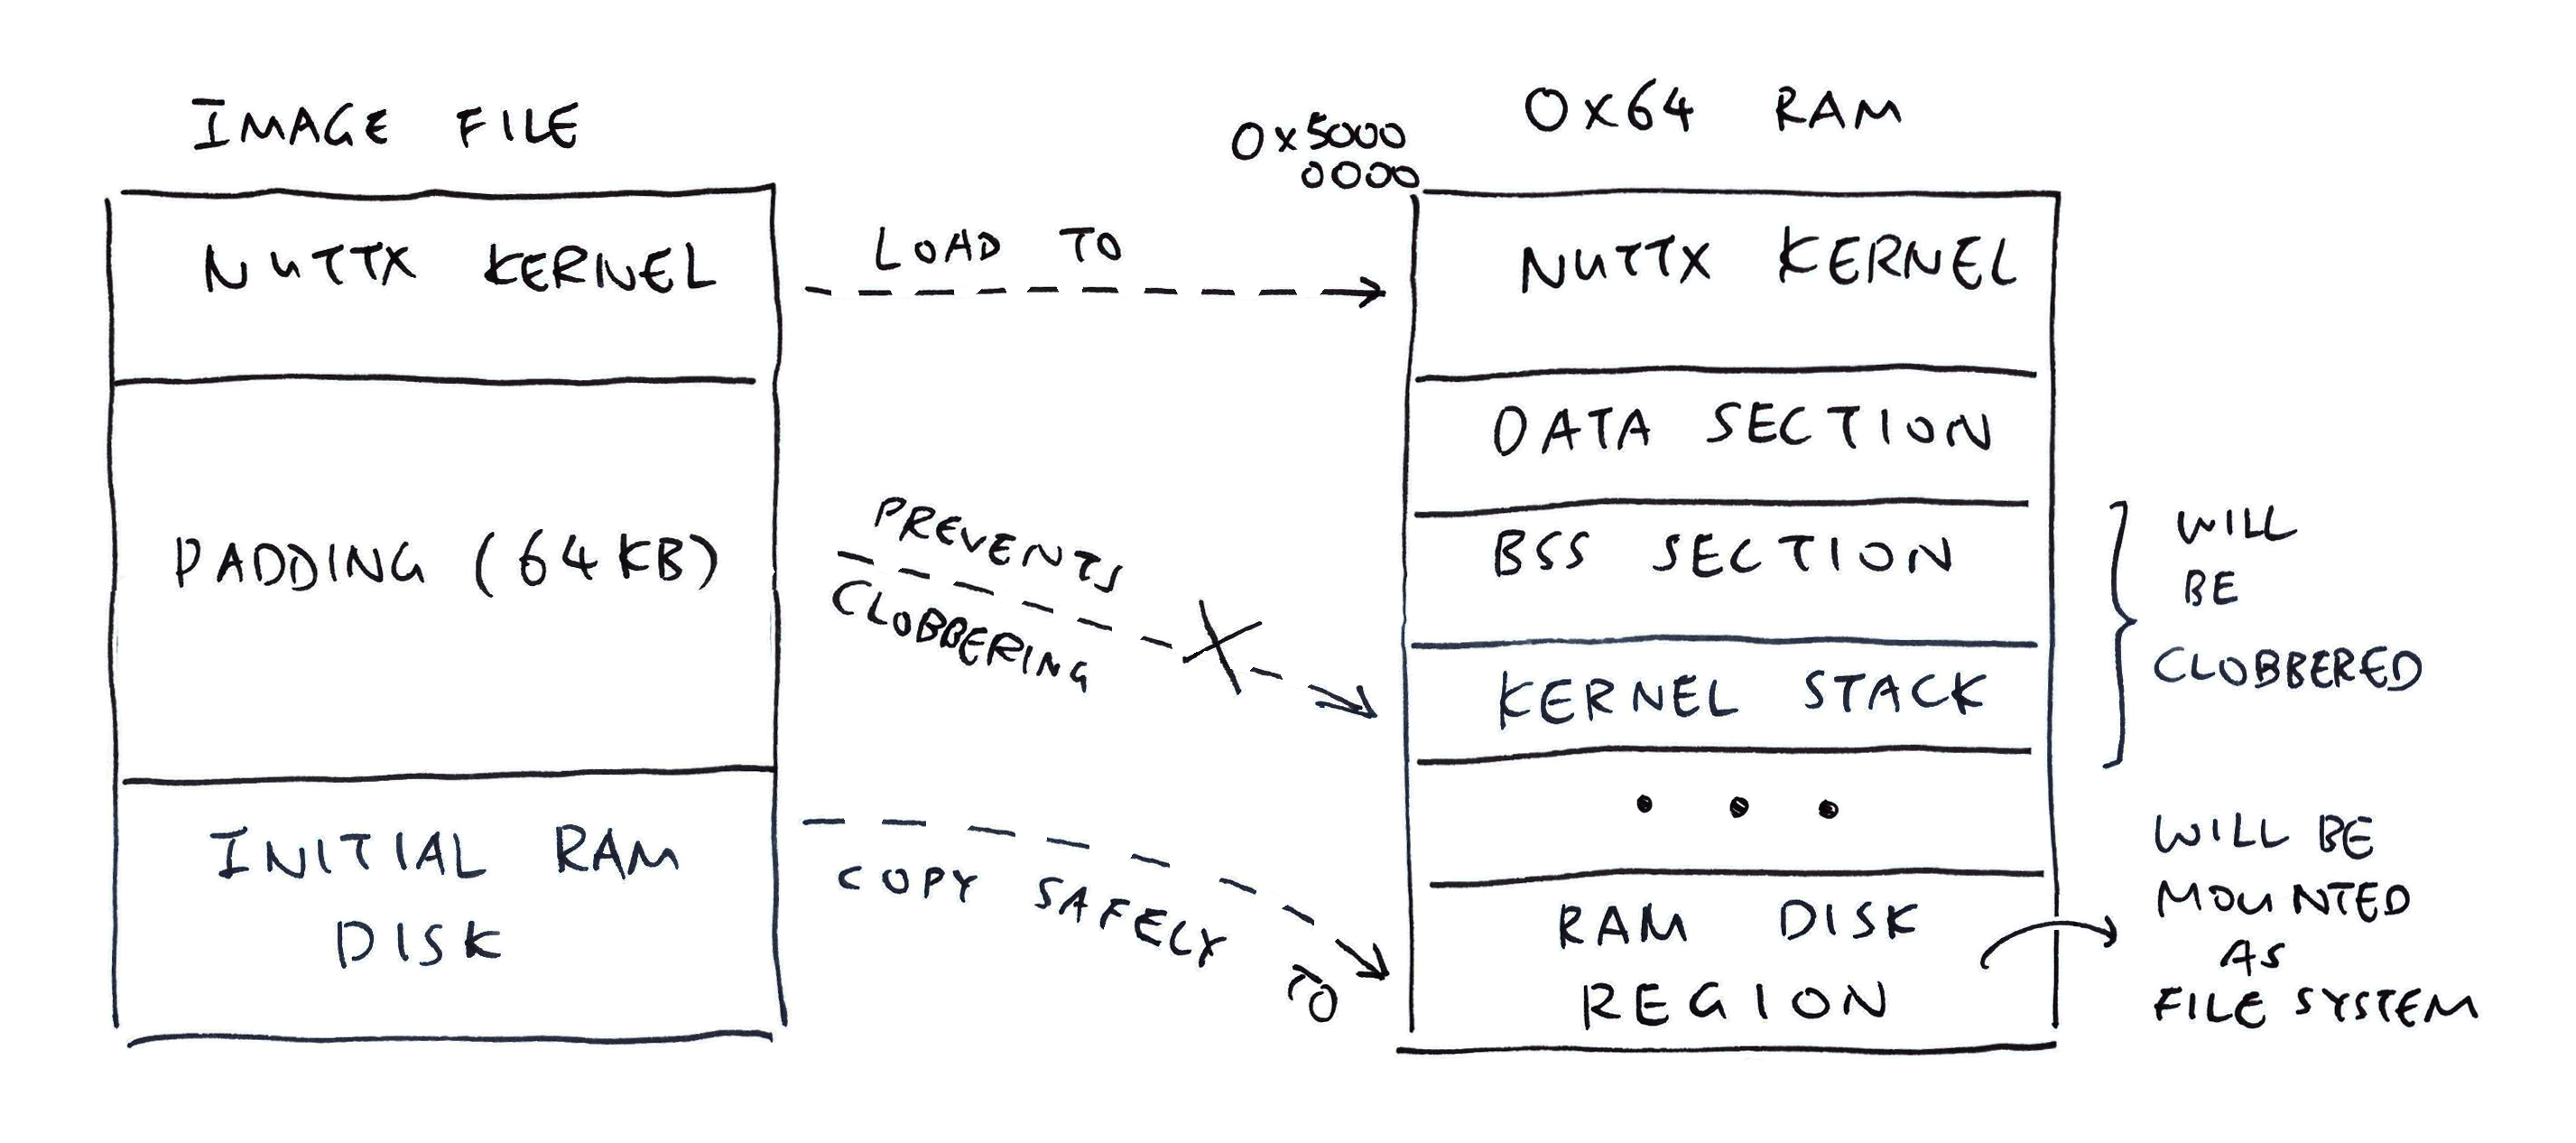 IMAGE FILE
NUTTX KERNEL
PADDING (64KB)
INITIAL RAM
DISK
LOAD TO
PREVENTS
CLOBBERING
COPY SAFELY TO
0x5000
0000
Ox64 RAM
NUTTX KERNEL
DATA SECTION
BSS SECTION
KERNEL STACK
• • •
RAM DISK
REGION
WILL
BE
CLOBBERED
WILL BE
MOUNTED
AS
FILE SYSTEM